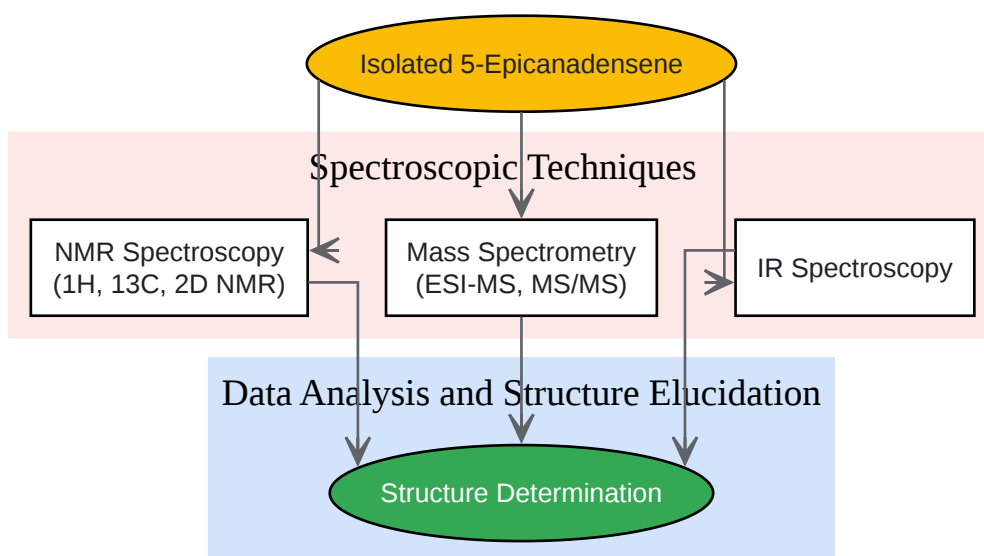 Isolated 5-Epicanadensene
Spectroscopic Techniques
NMR Spectroscopy
(1H, 13C, 2D NMR)
Mass Spectrometry
(ESI-MS, MS/MS)
IR Spectroscopy
Data Analysis and Structure Elucidation
Structure Determination